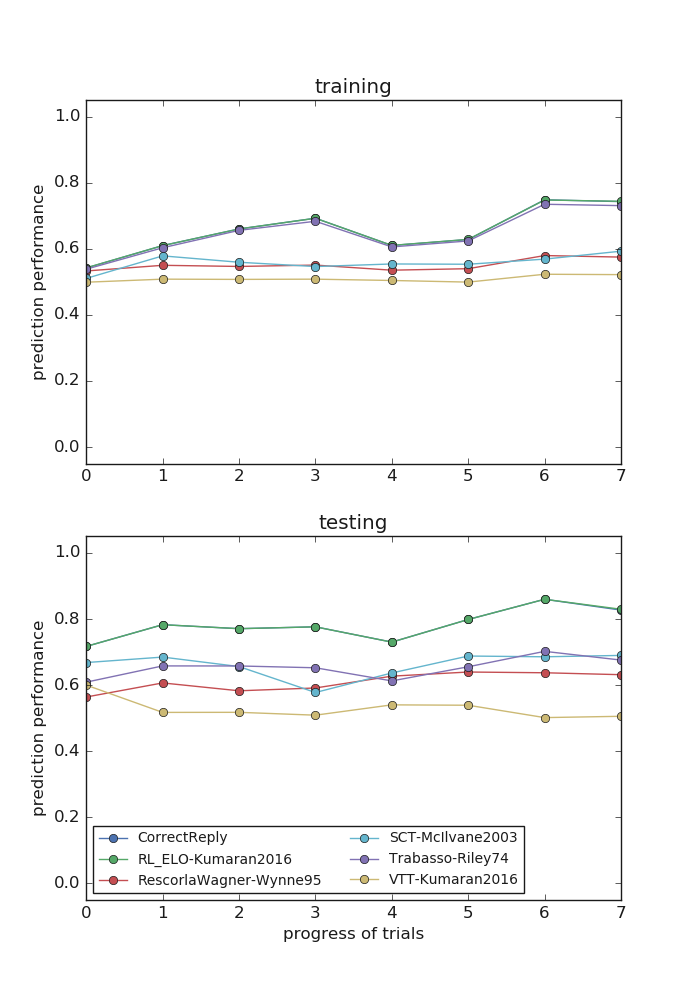 training
1.0
0.8
0.6
0.4
0.2
0.0
prediction performance
0 1 2 3 4 5 6 7
testing
1.0
0.8
0.6
0.4
0.2
0.0
prediction performance
CorrectReply
RL_ELO-Kumaran2016
RescorlaWagner-Wynne95
SCT-McIlvane2003
Trabasso-Riley74
VTT-Kumaran2016
0 1 2 3 4 5 6 7
progress of trials